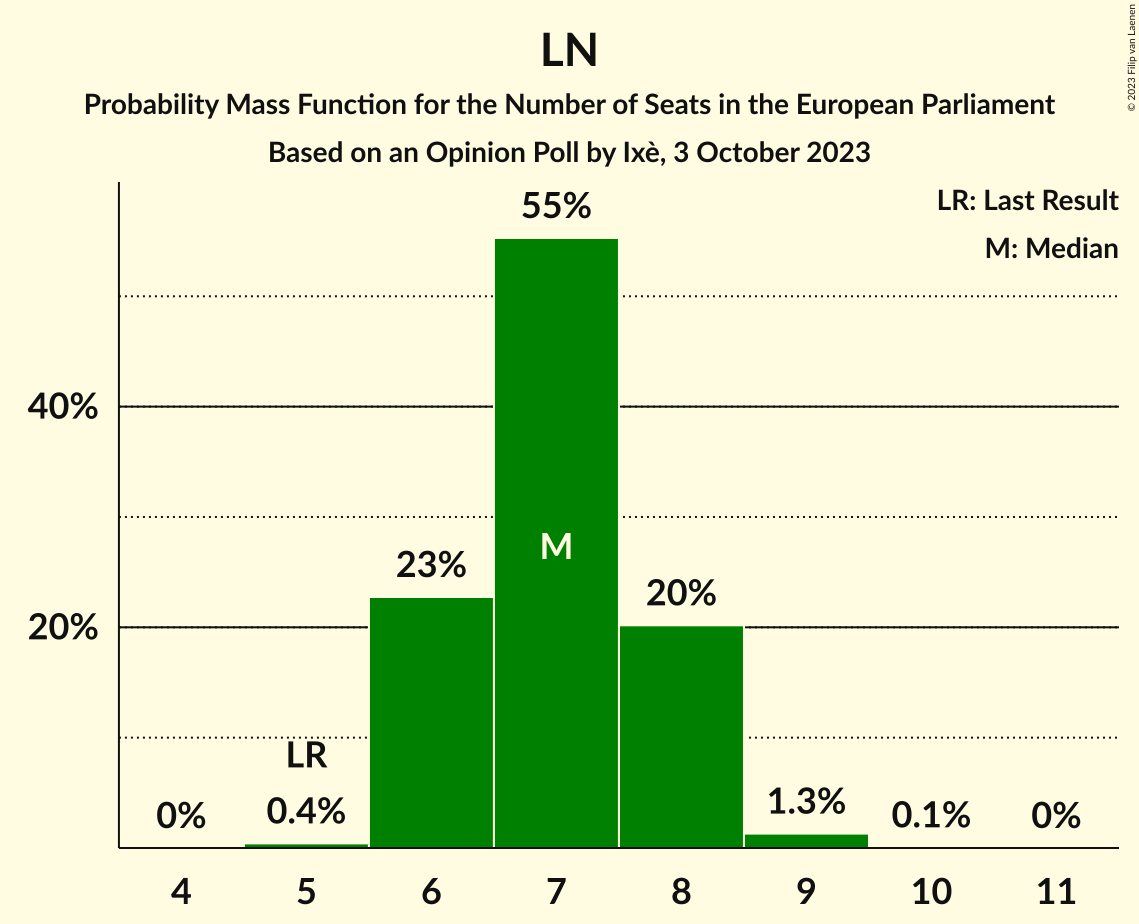 LN
Probability Mass Function for the Number of Seats in the European Parliament
Based on an Opinion Poll by Ixè, 3 October 2023
© 2023 Filip van Laenen
LR: Last Result
M: Median
55%
40%
M
23%
20%
20%
LR
0% 0.4% 1.3% 0.1% 0%
4 5 6 7 8 9 10 11